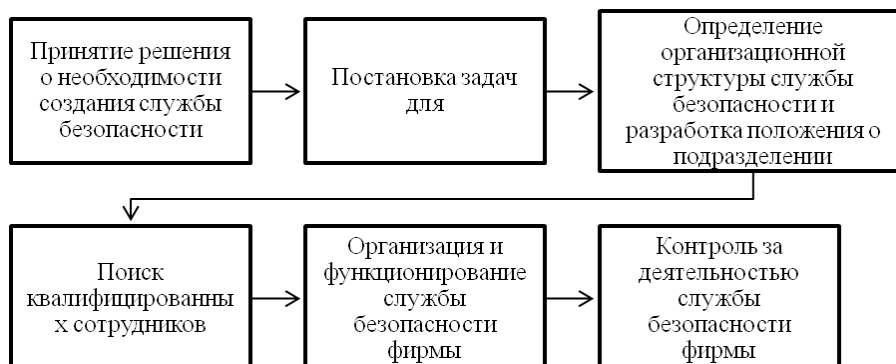 Принятие решения
о необходимости
создания службы
безопасности
Постановка задач
для
Определение
организационной
структуры службы
безопасности и
разработка положения о
подразделении
Поиск
квалифицированны
х сотрудников
Организация и
функционирование
службы
безопасности
фирмы
Контроль за
деятельностью
службы
безопасности
фирмы